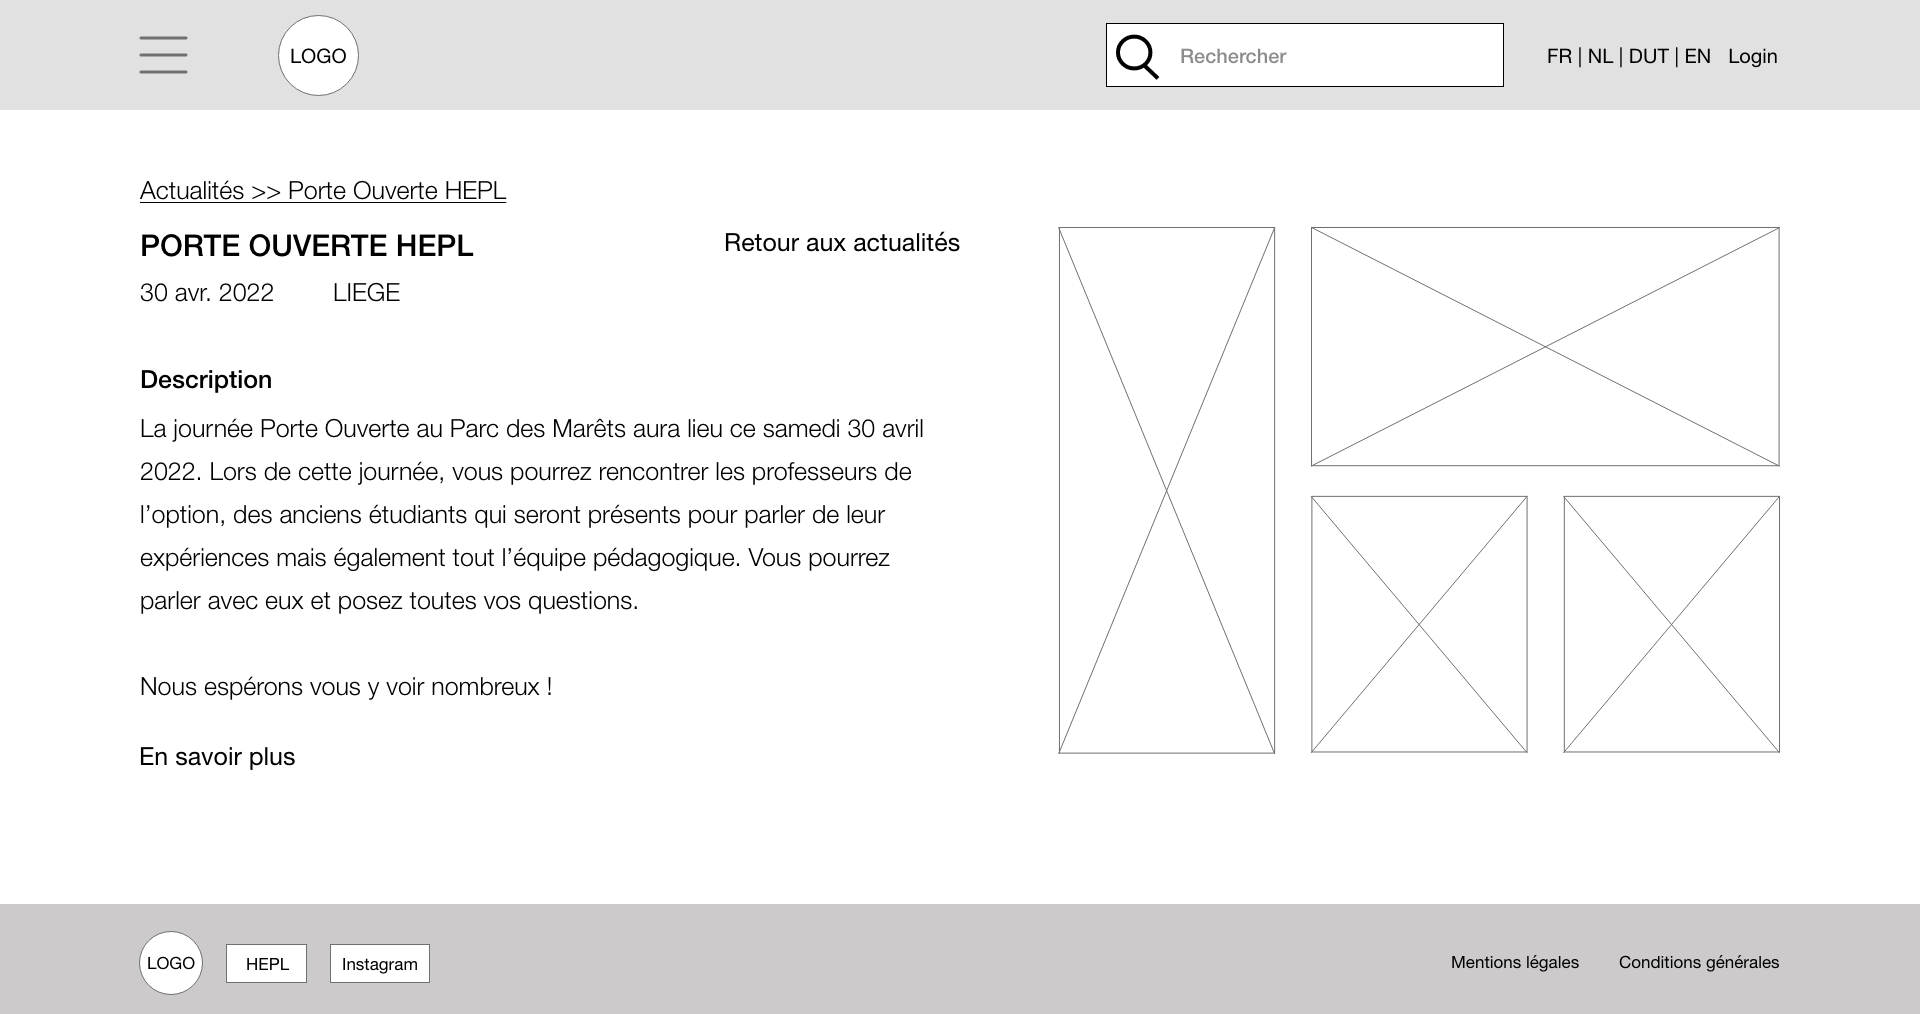 LOGO
Rechercher
FR | NL | DUT | EN Login
Actualités >> Porte Ouverte HEPL
PORTE OUVERTE HEPL
Retour aux actualités
30 avr. 2022 LIEGE
Description
La journée Porte Ouverte au Parc des Marêts aura lieu ce samedi 30 avril
2022. Lors de cette journée, vous pourrez rencontrer les professeurs de
l’option, des anciens étudiants qui seront présents pour parler de leur
expériences mais également tout l’équipe pédagogique. Vous pourrez
parler avec eux et posez toutes vos questions.
Nous espérons vous y voir nombreux !
En savoir plus
LOGO
HEPL
Instagram
Mentions légales
Conditions générales